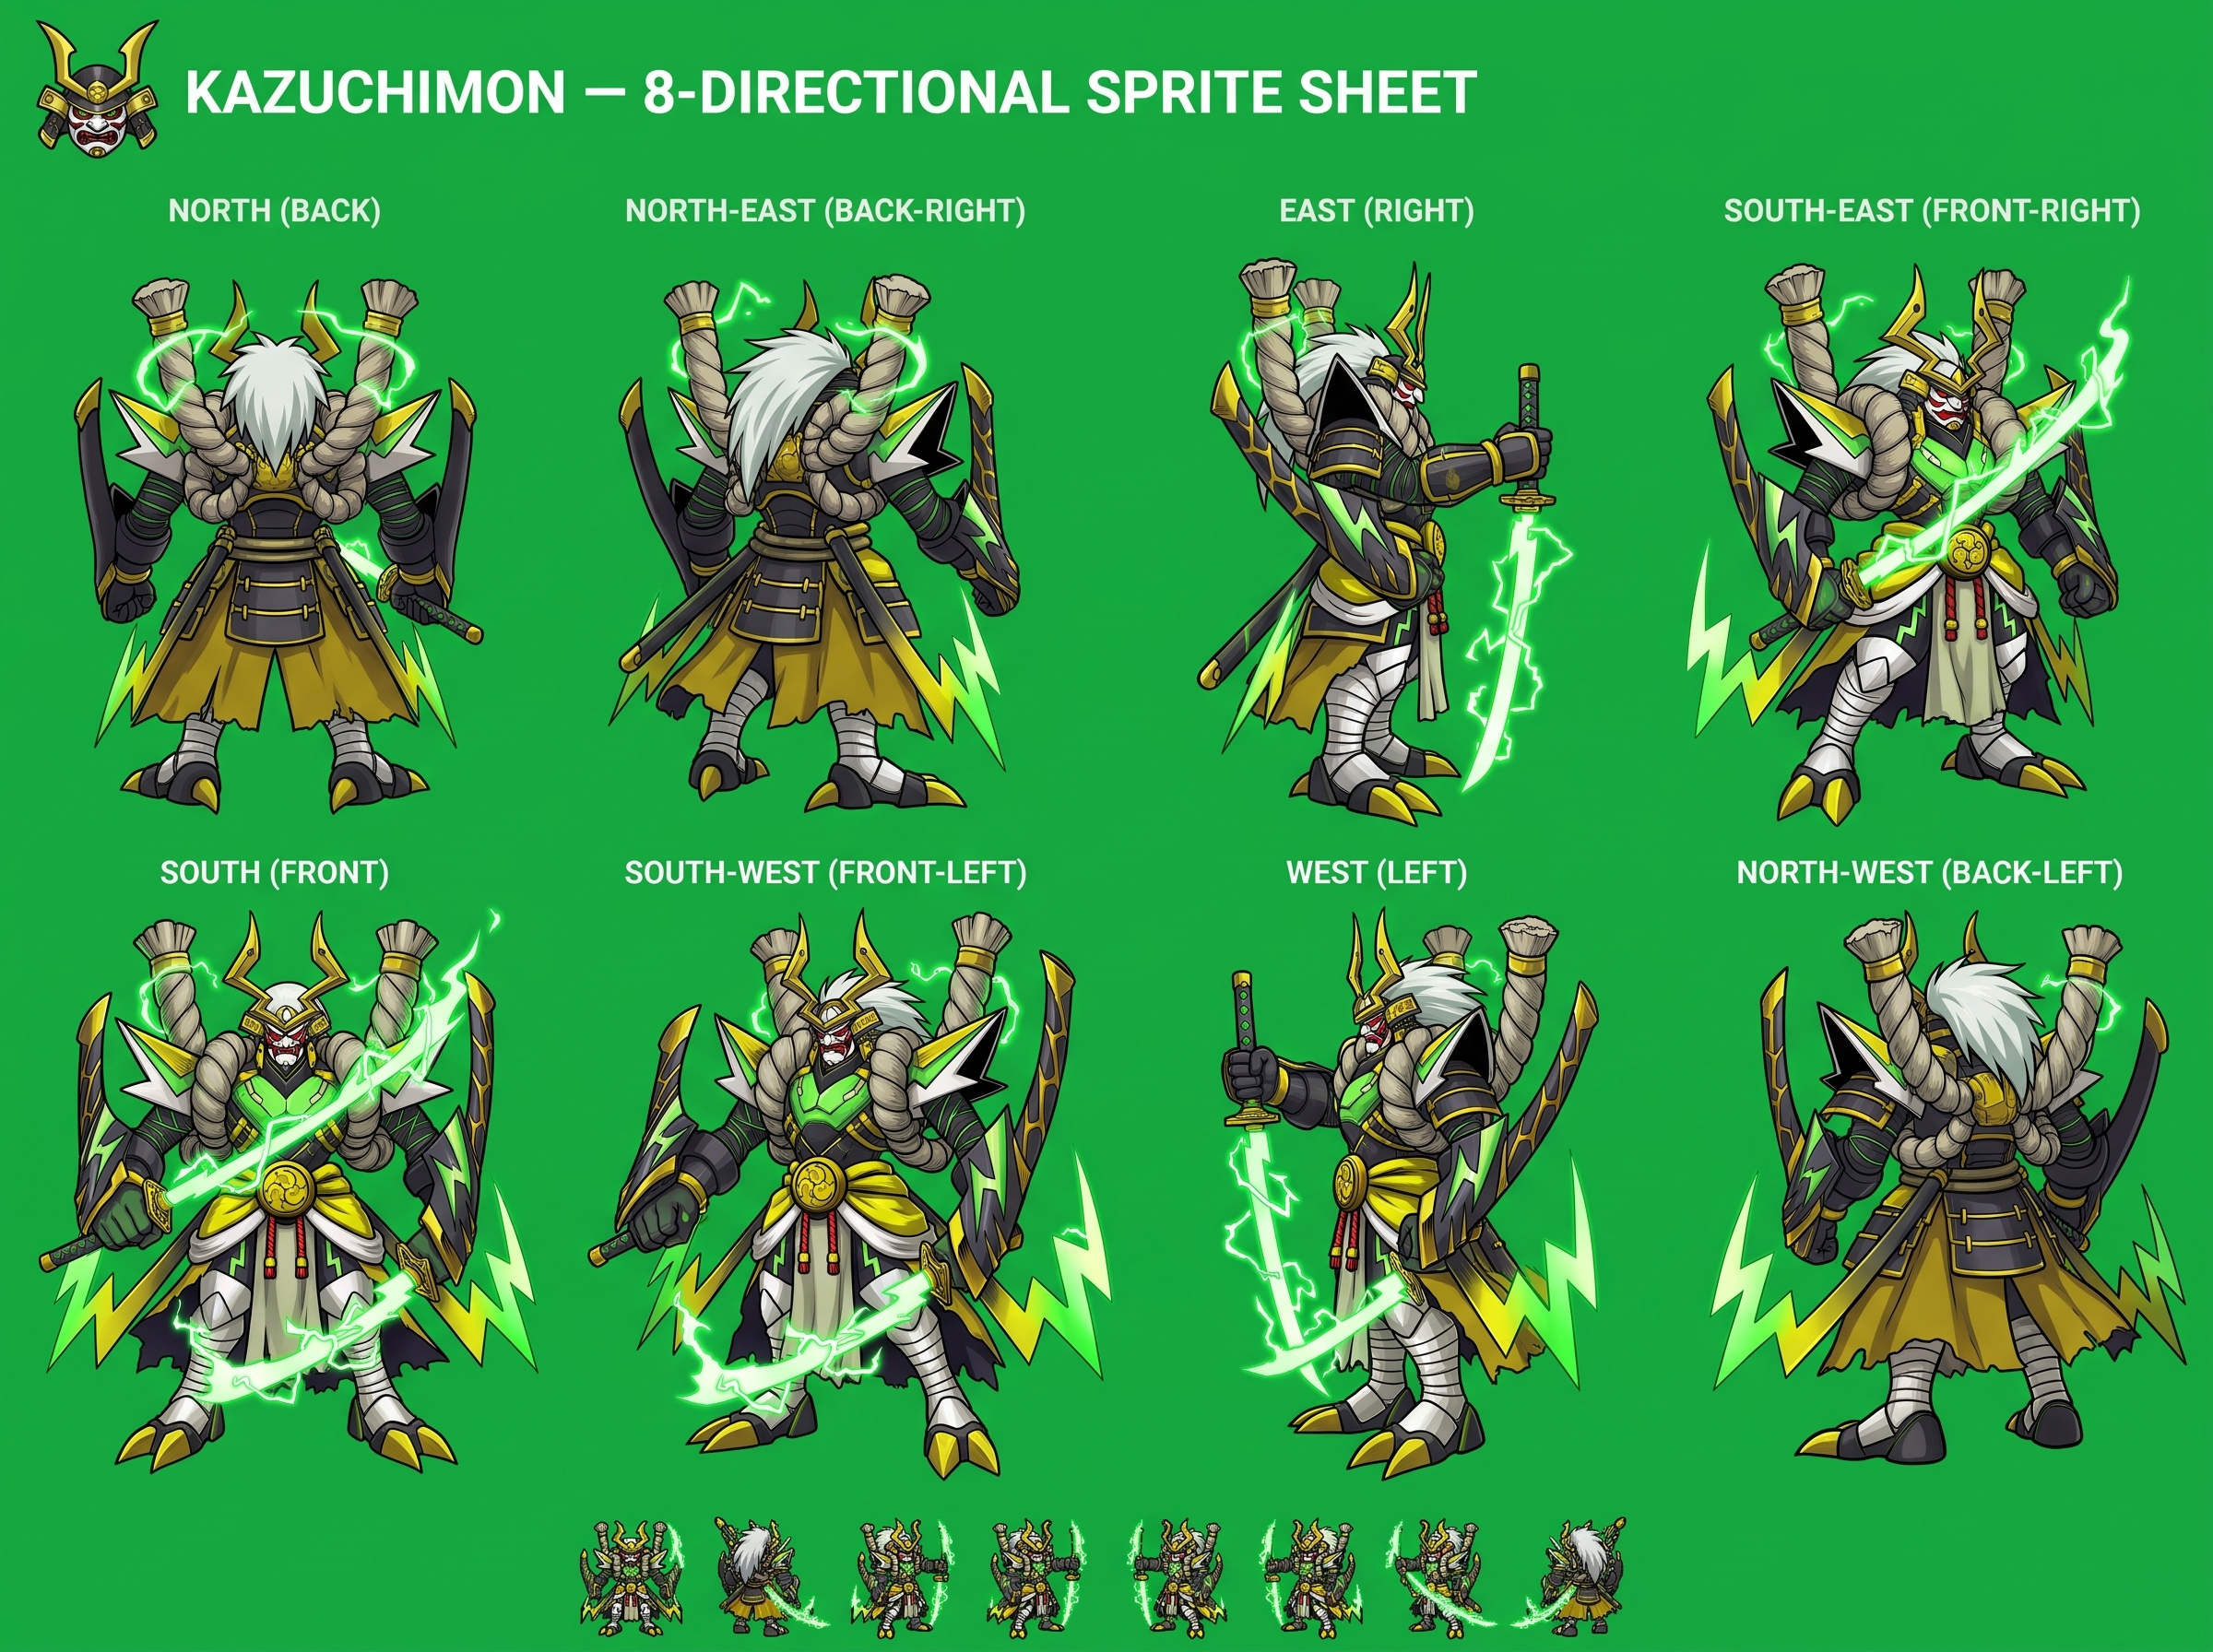 KAZUCHIMON — 8-DIRECTIONAL SPRITE SHEET
NORTH (BACK)
NORTH-EAST (BACK-RIGHT)
EAST (RIGHT)
SOUTH-EAST (FRONT-RIGHT)
SOUTH (FRONT)
SOUTH-WEST (FRONT-LEFT)
WEST (LEFT)
NORTH-WEST (BACK-LEFT)